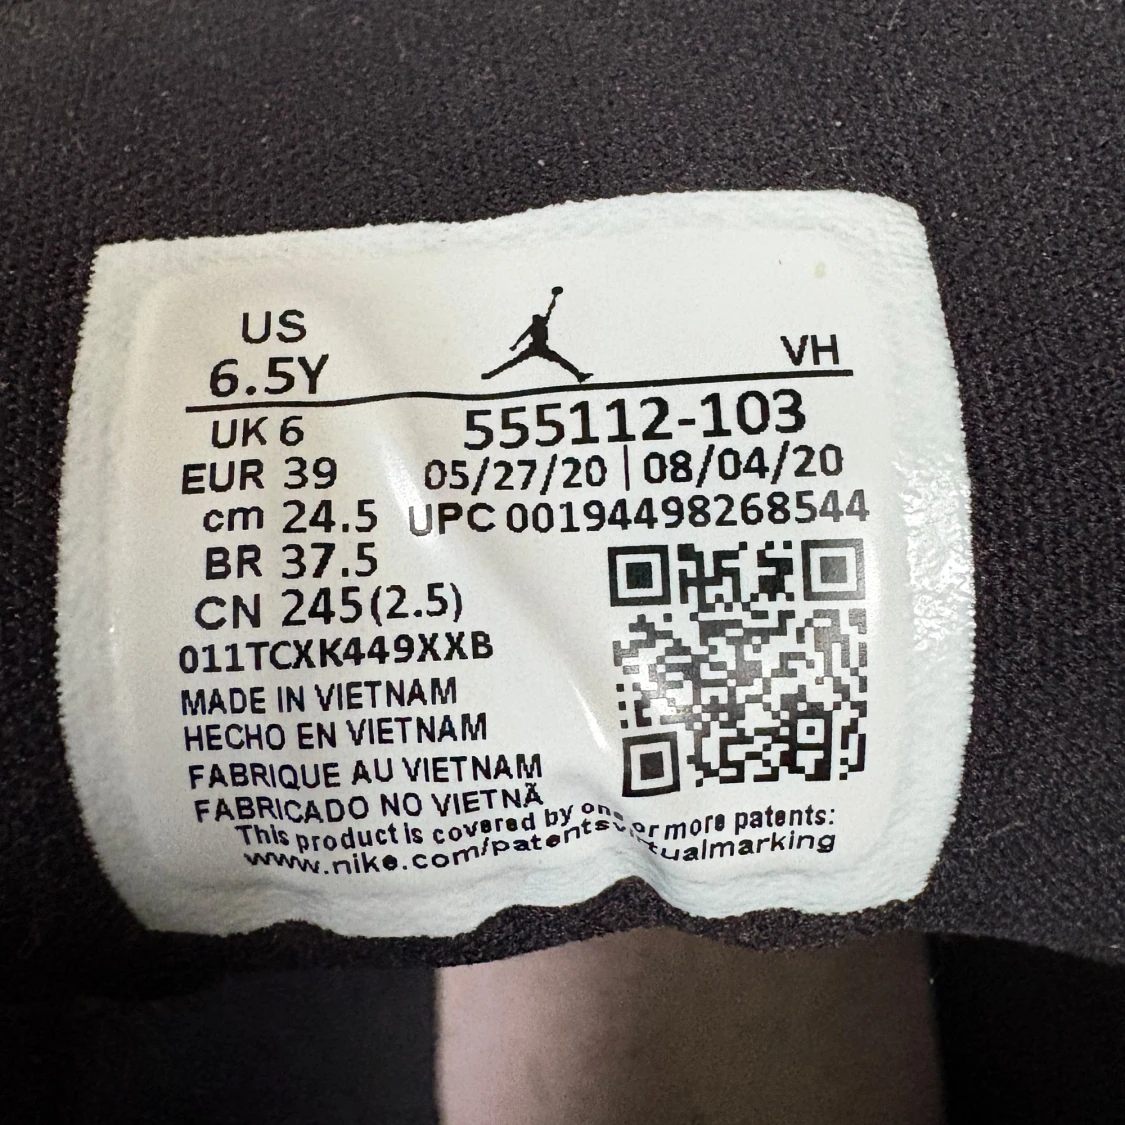 US
6.5Y
VH
UK 6
EUR 39
cm 24.5
BR 37.5
CN 245(2.5)
555112-103
05/27/20 | 08/04/20
UPC 00194498268544
011TCXK449XXB
MADE IN VIETNAM
HECHO EN VIETNAM
FABRIQUE AU VIETNAM
FABRICADO NO VIETNÃ
This product is covered by one or more patents:
www.nike.com/patentsvirtualmarking